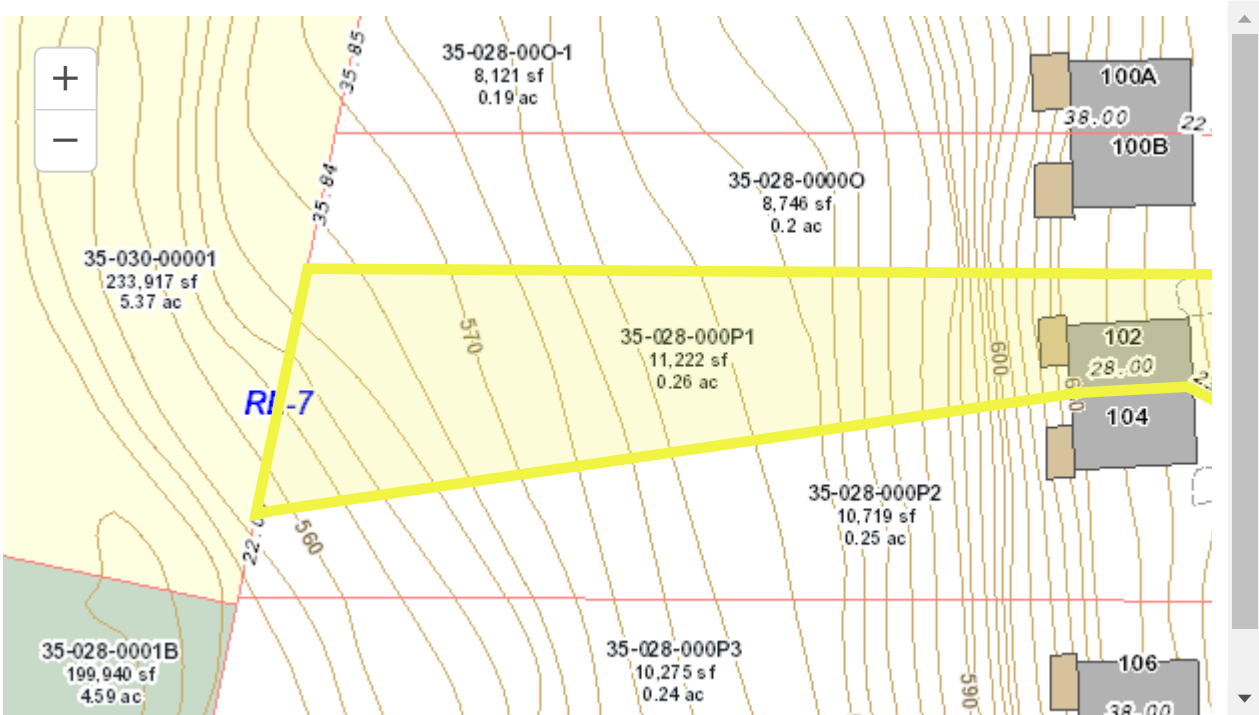 +
−
35-028-00O-1
8,121 sf
0.19 ac
35.85
100A
38.00
22.
100B
35.84
35-028-0000O
8,746 sf
0.2 ac
35-030-00001
233,917 sf
5.37 ac
570
35-028-000P1
11,222 sf
0.26 ac
600
102
28.00
104
560
35-028-000P2
10,719 sf
0.25 ac
35-028-0001B
199,940 sf
4.59 ac
35-028-000P3
10,275 sf
0.24 ac
590
106
38.00